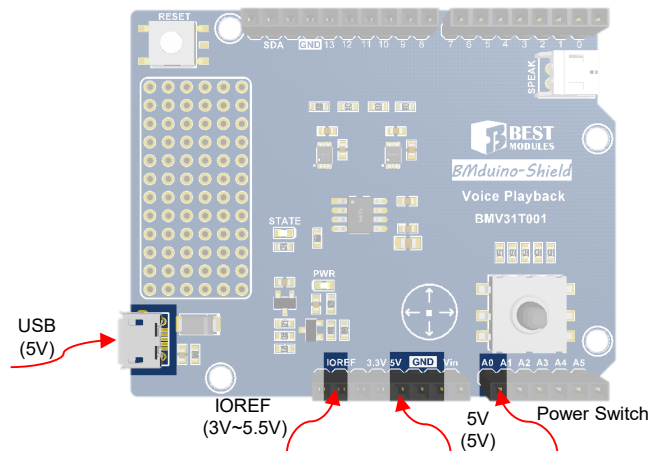 RESET
SDA GND 13 12 11 10 9 8 7 6 5 4 3 2 1 0
SPEAK
BEST
MODULES
BMduino-Shield
Voice Playback
BMV31T001
STATE
PWR
USB
(5V)
IOREF 3.3V 5V GND Vin A0 A1 A2 A3 A4 A5
IOREF
(3V~5.5V)
5V
(5V)
Power Switch